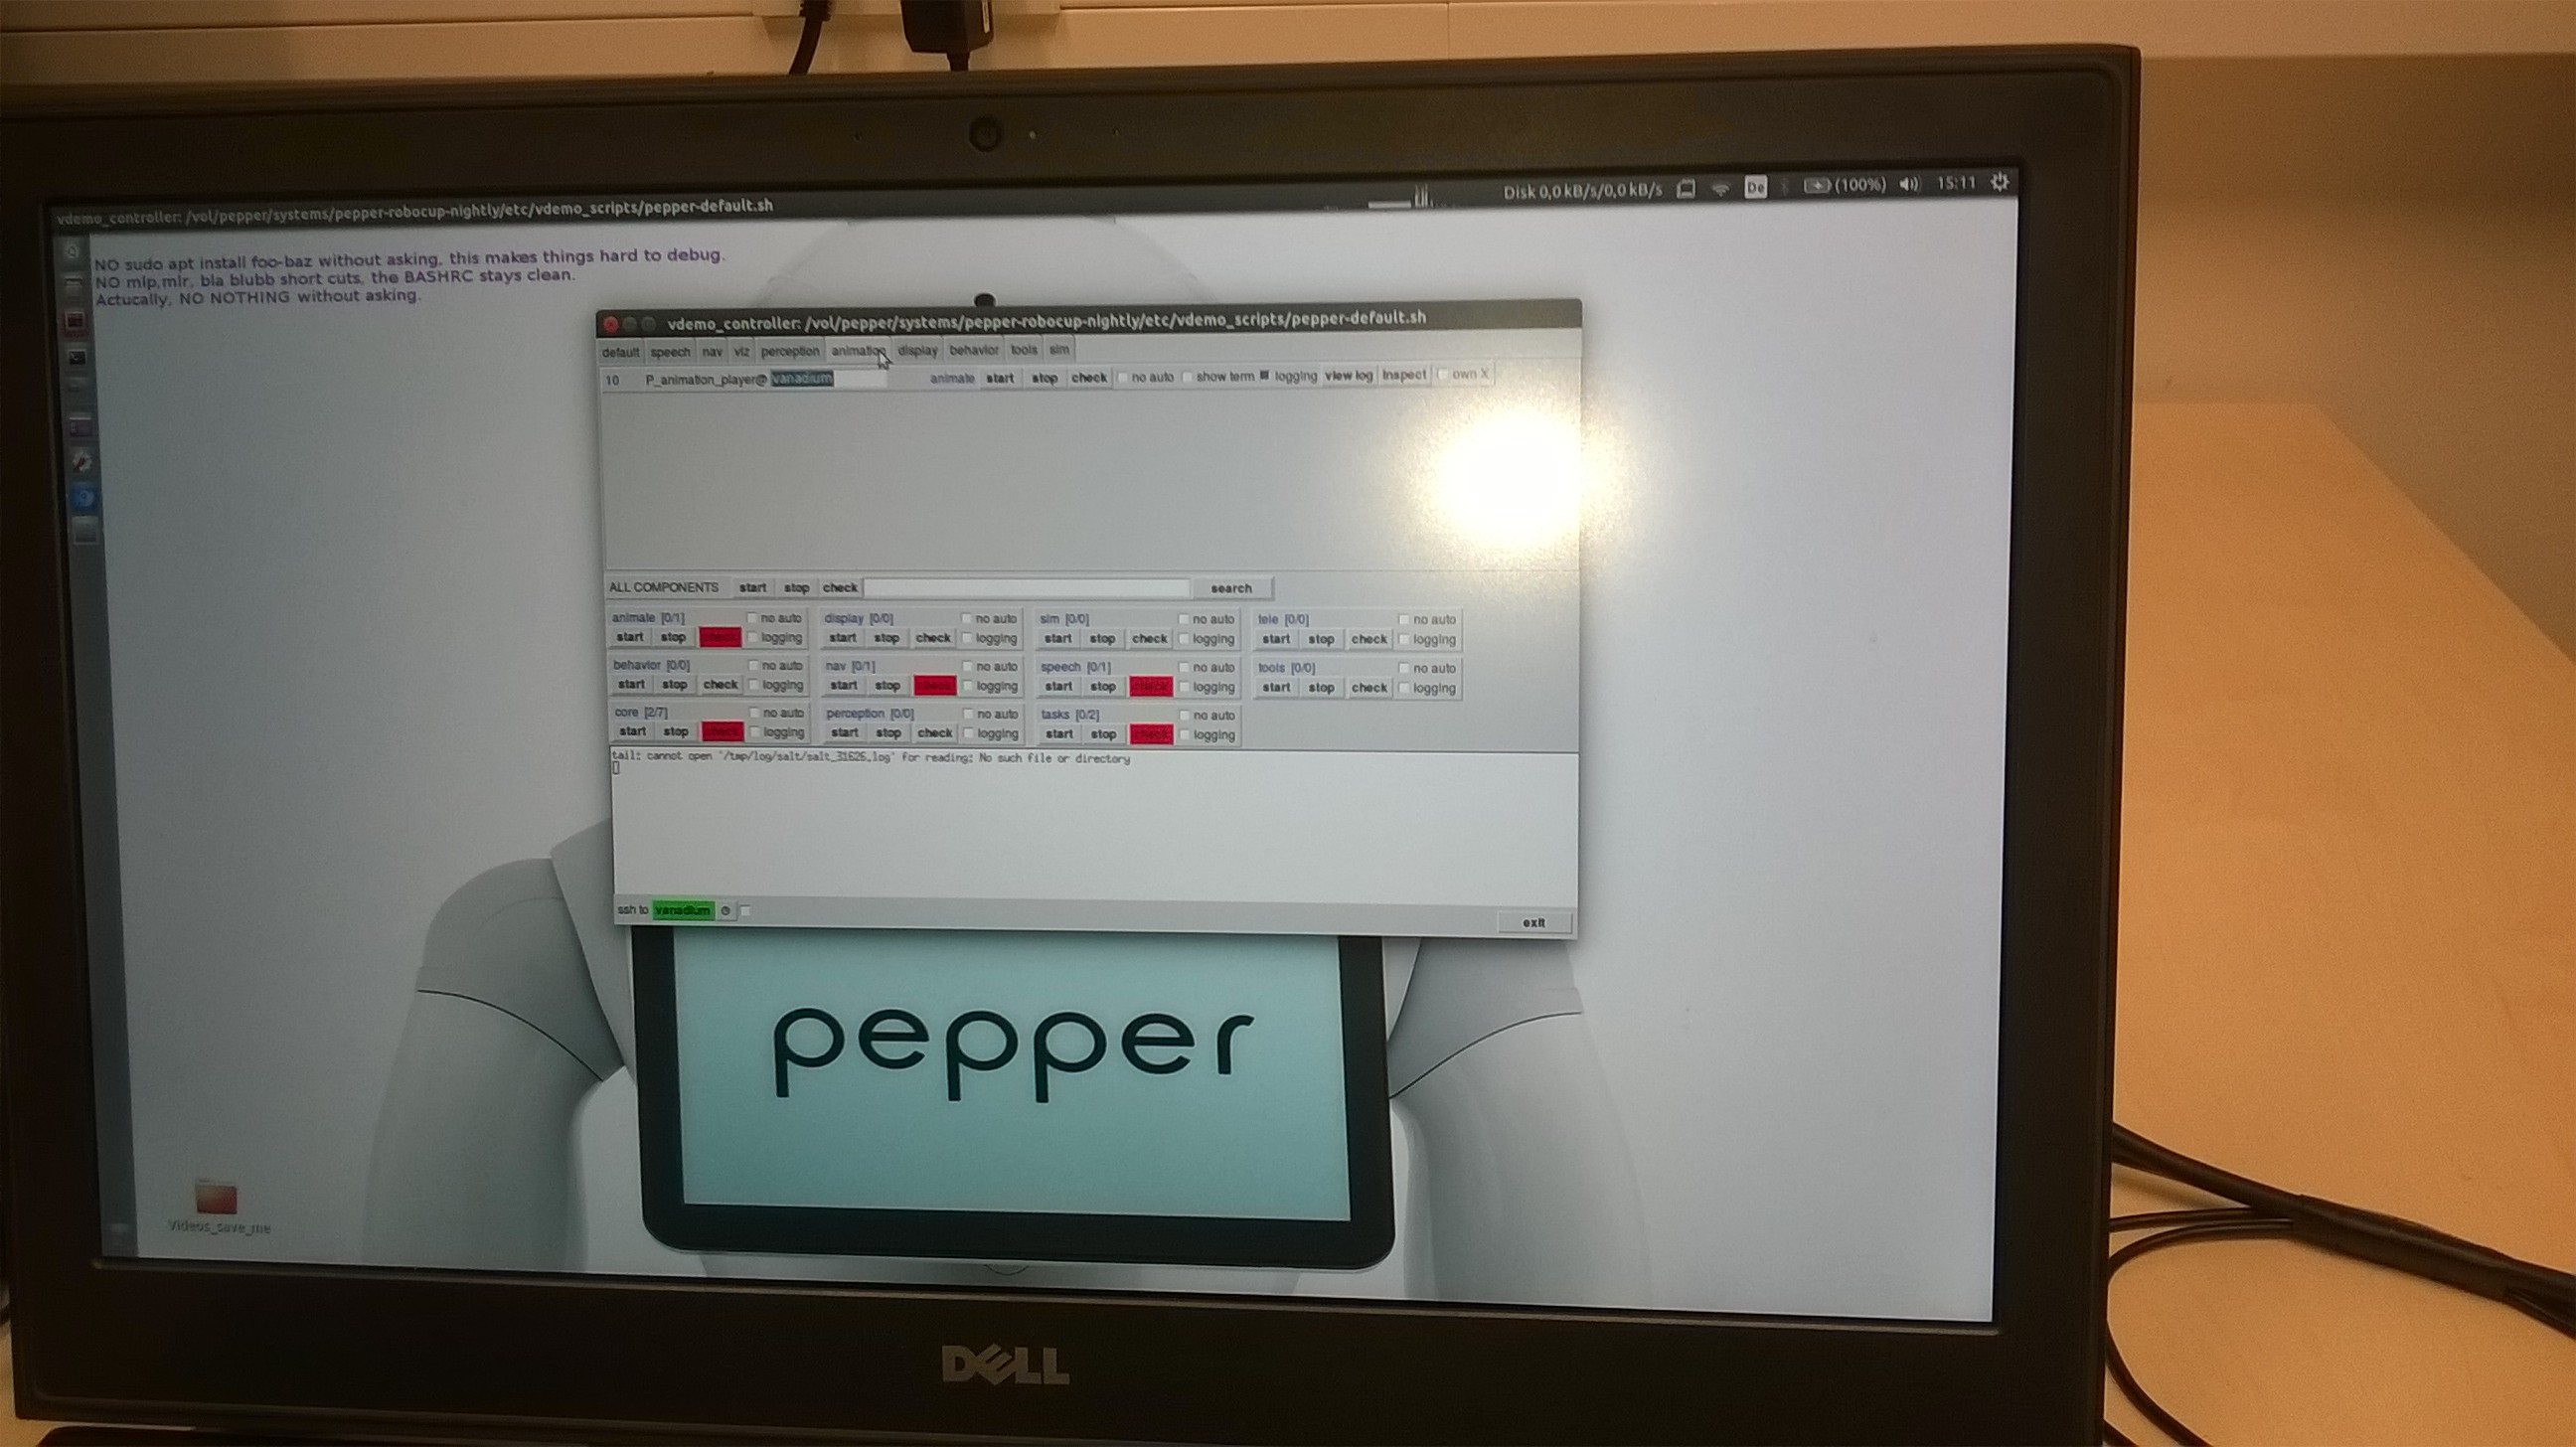 vdemo_controller: /vol/pepper/systems/pepper-robocup-nightly/etc/vdemo_scripts/pepper-default.sh
Disk 0,0 kB/s/0,0 kB/s De (100%) 15:11
NO sudo apt install foo-baz without asking, this makes things hard to debug.
NO mlp,mlr, bla blubb short cuts, the BASHRC stays clean.
Actucally, NO NOTHING without asking.
vdemo_controller: /vol/pepper/systems/pepper-robocup-nightly/etc/vdemo_scripts/pepper-default.sh
default speech nav viz perception animation display behavior tools sim
10 P_animation_player@ vanadium animate start stop check no auto show term logging view log inspect own X
ALL COMPONENTS start stop check search
animate [0/1] no auto display [0/0] no auto sim [0/0] no auto tele [0/0] no auto
start stop check logging start stop check logging start stop check logging start stop check logging
behavior [0/0] no auto nav [0/1] no auto speech [0/1] no auto tools [0/0] no auto
start stop check logging start stop check logging start stop check logging start stop check logging
core [2/7] no auto perception [0/0] no auto tasks [0/2] no auto
start stop check logging start stop check logging start stop check logging
tail: cannot open '/tmp/log/salt/salt_31626.log' for reading: No such file or directory
ssh to vanadium
exit
pepper
Videos_save_me
DELL